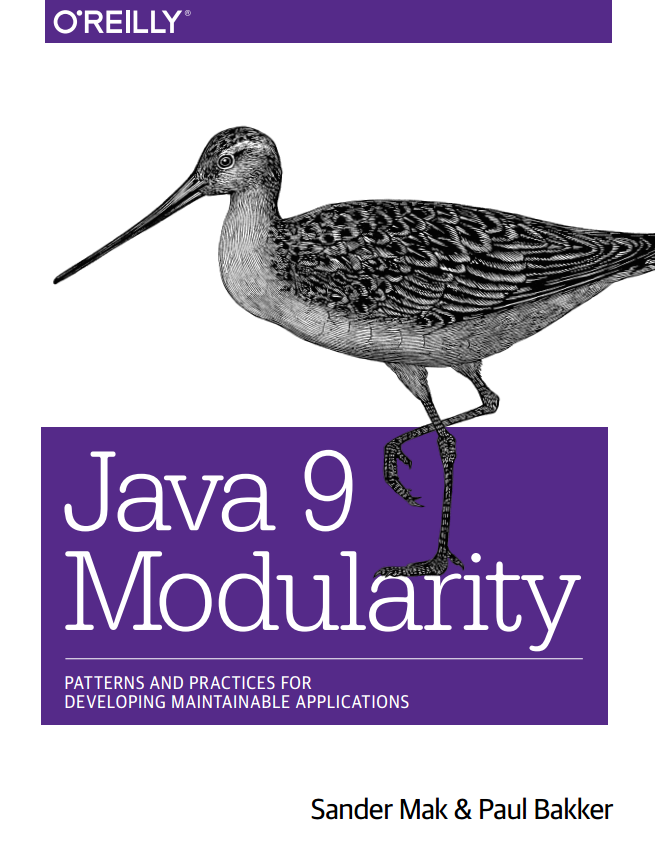 O'REILLY®
Java 9
Modularity
PATTERNS AND PRACTICES FOR
DEVELOPING MAINTAINABLE APPLICATIONS
Sander Mak & Paul Bakker